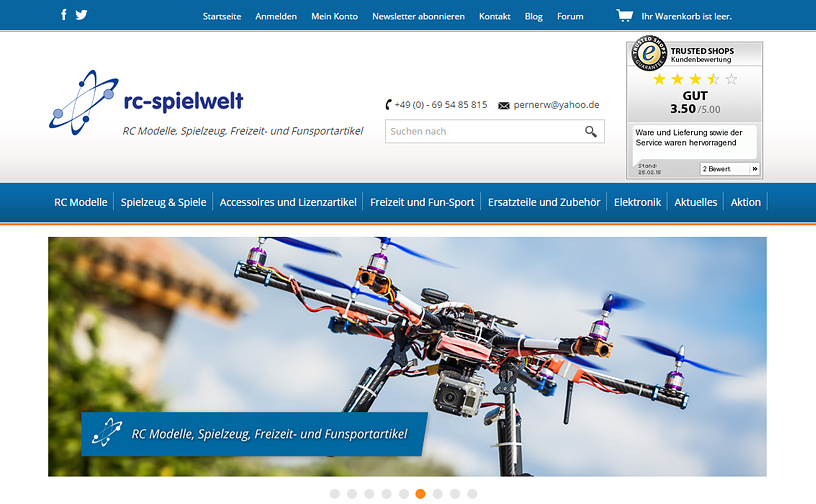 Startseite Anmelden Mein Konto Newsletter abonnieren Kontakt Blog Forum Ihr Warenkorb ist leer.
TRUSTED SHOPS
Kundenbewertung
GUT
3.50 /5.00
Ware und Lieferung sowie der
Service waren hervorragend
Stand:
25.02.15
2 Bewert.
rc-spielwelt
RC Modelle, Spielzeug, Freizeit- und Funsportartikel
+49 (0) - 69 54 85 815 pernerw@yahoo.de
Suchen nach
RC Modelle Spielzeug & Spiele Accessoires und Lizenzartikel Freizeit und Fun-Sport Ersatzteile und Zubehör Elektronik Aktuelles Aktion
RC Modelle, Spielzeug, Freizeit- und Funsportartikel